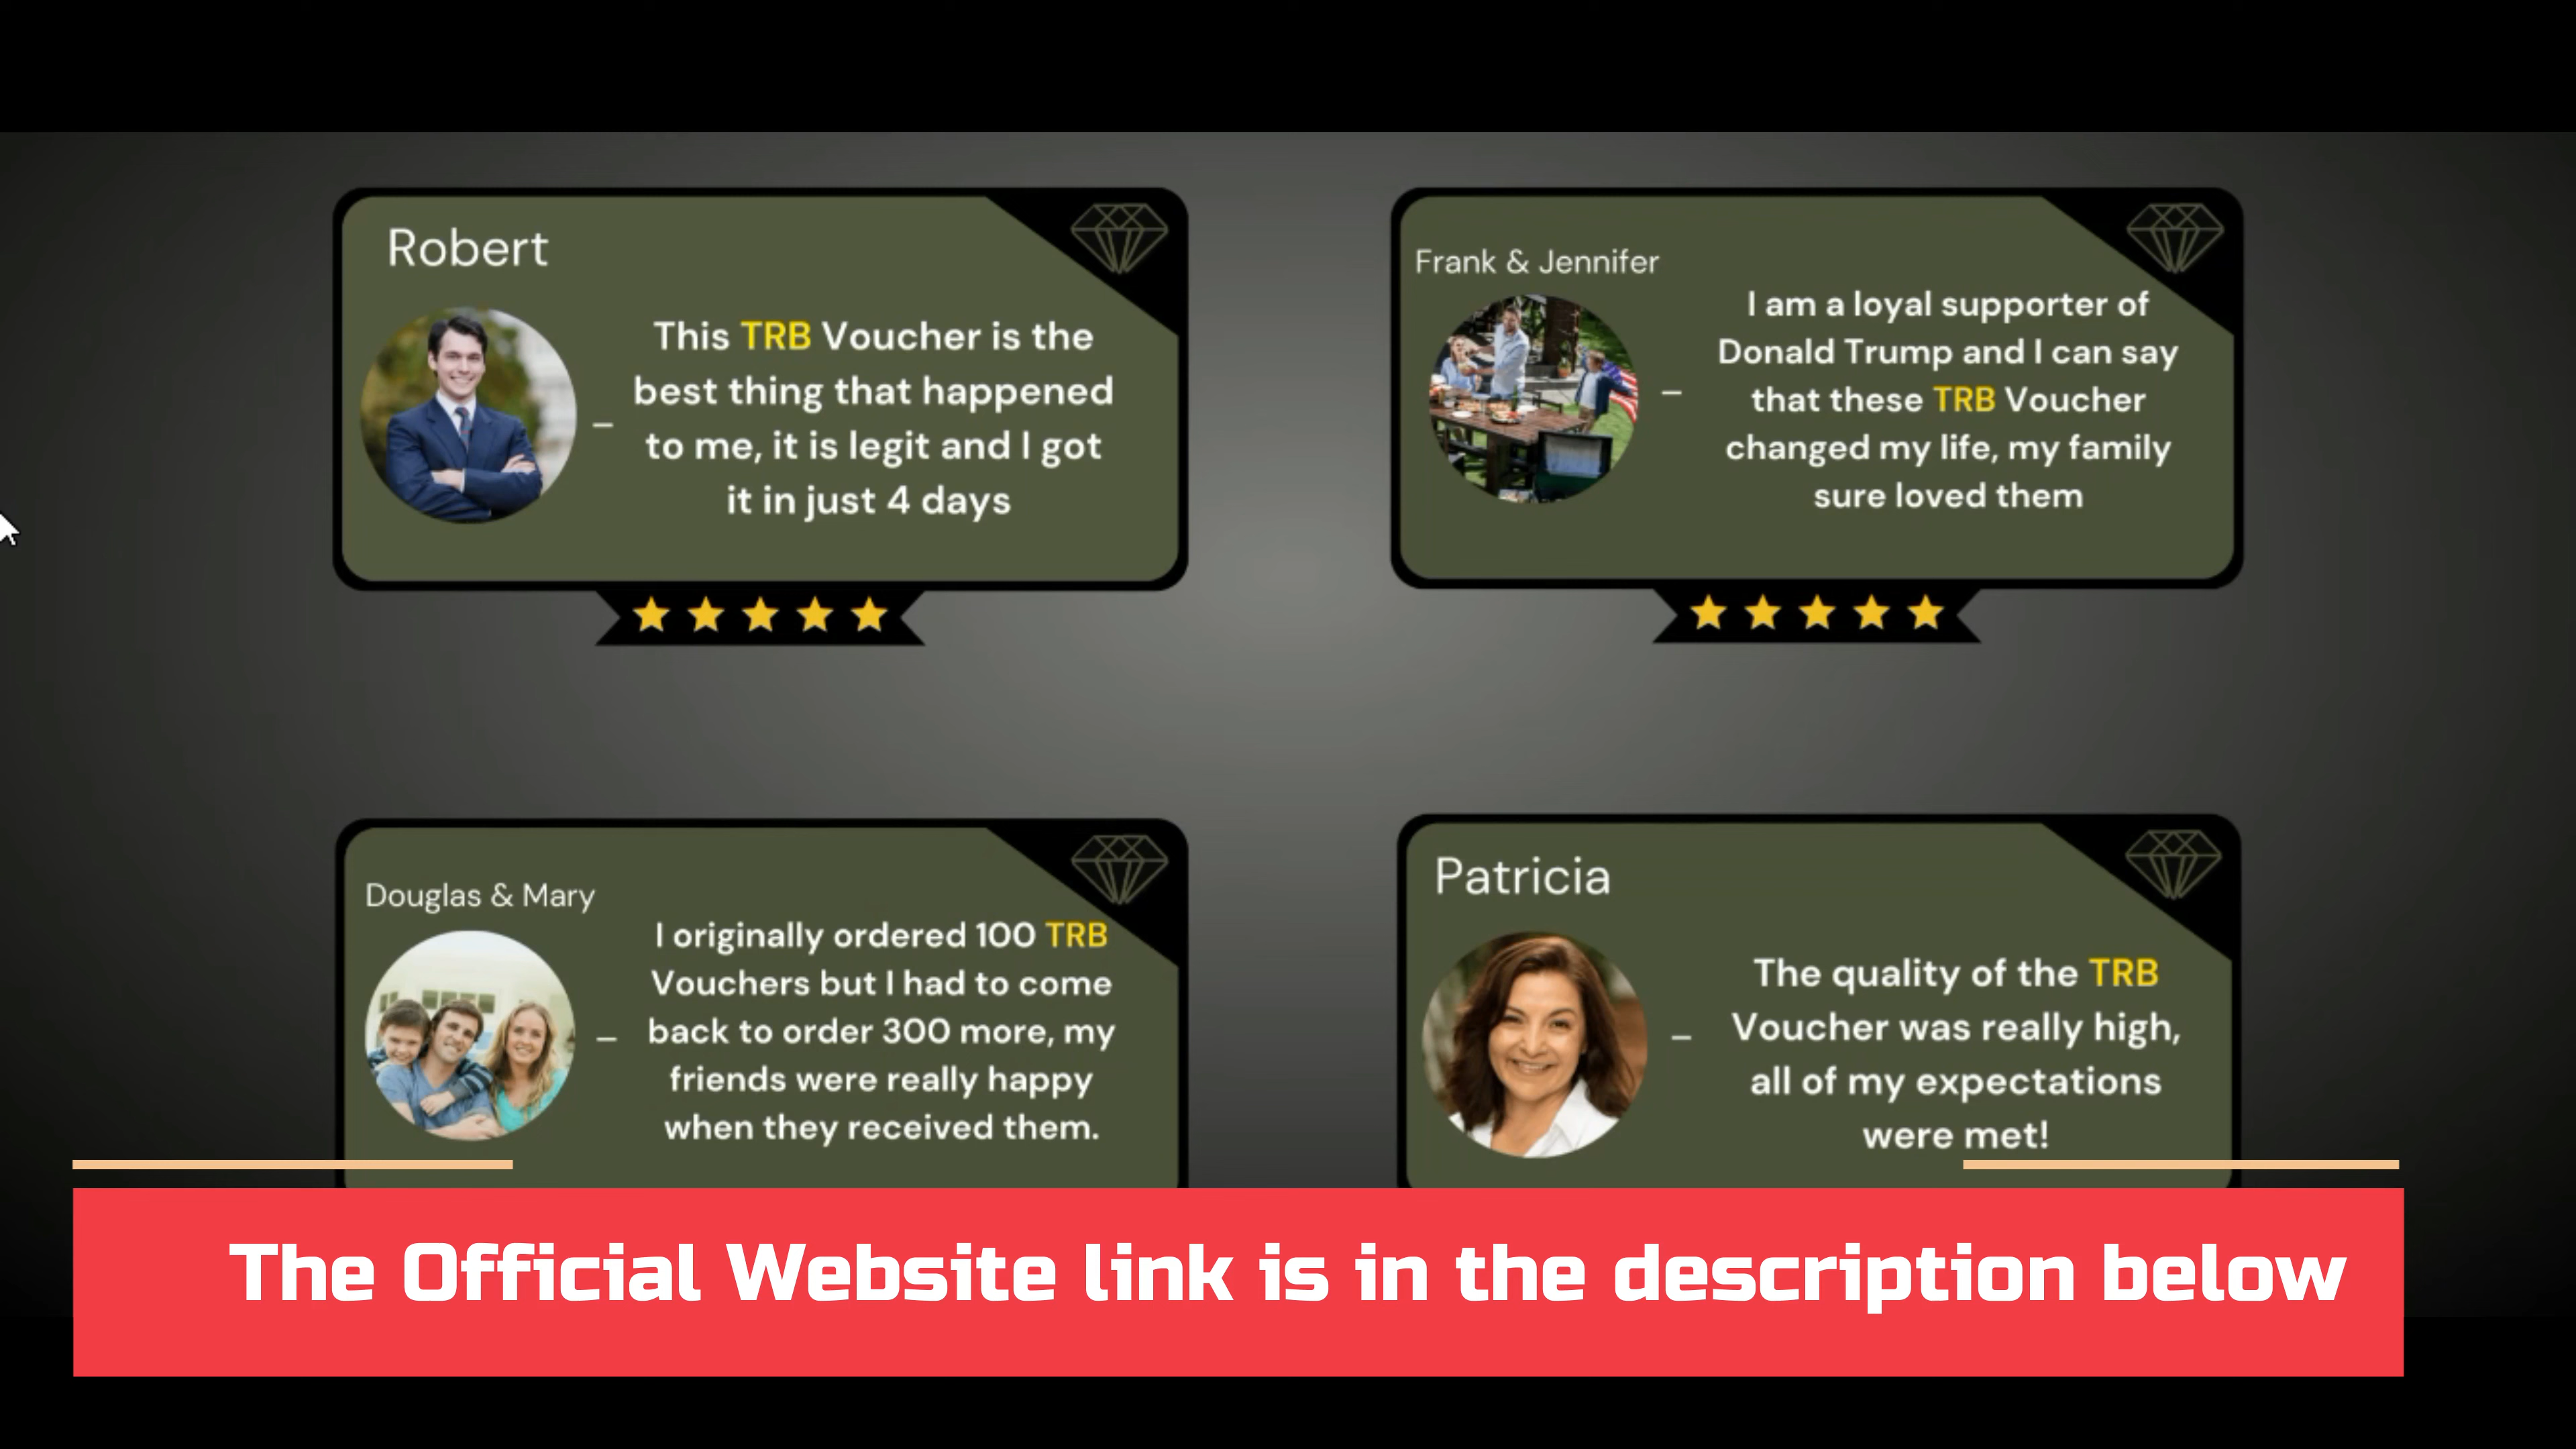 Robert
This TRB Voucher is the
best thing that happened
to me, it is legit and I got
it in just 4 days
Frank & Jennifer
I am a loyal supporter of
Donald Trump and I can say
that these TRB Voucher
changed my life, my family
sure loved them
Douglas & Mary
I originally ordered 100 TRB
Vouchers but I had to come
back to order 300 more, my
friends were really happy
when they received them.
Patricia
The quality of the TRB
Voucher was really high,
all of my expectations
were met!
The Official Website link is in the description below